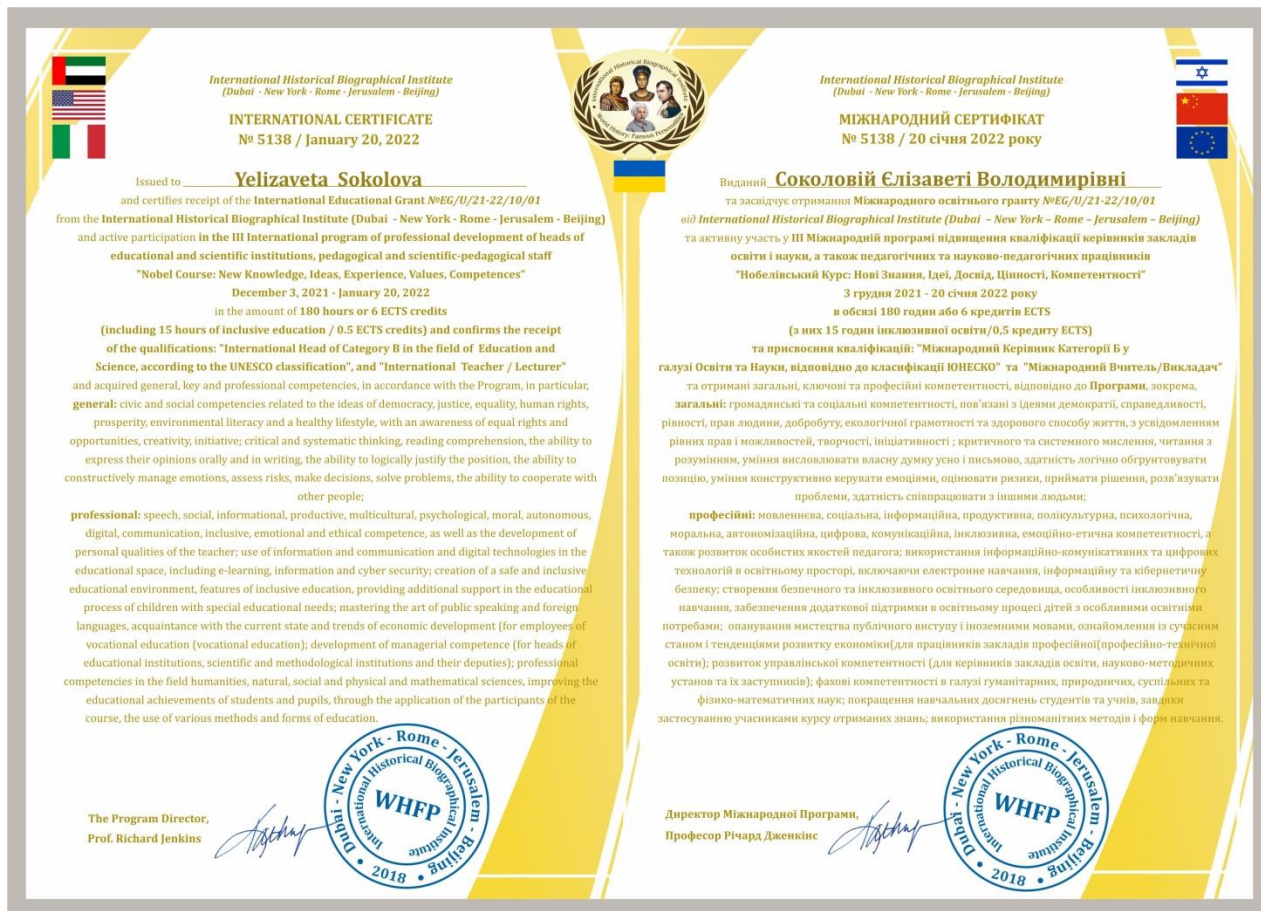 International Historical Biographical Institute
(Dubai - New York - Rome - Jerusalem - Beijing)
INTERNATIONAL CERTIFICATE
№ 5138 / January 20, 2022
Issued to Yelizaveta Sokolova
and certifies receipt of the International Educational Grant №EG/U/21-22/10/01
from the International Historical Biographical Institute (Dubai - New York - Rome - Jerusalem - Beijing)
and active participation in the III International program of professional development of heads of
educational and scientific institutions, pedagogical and scientific-pedagogical staff
"Nobel Course: New Knowledge, Ideas, Experience, Values, Competences"
December 3, 2021 - January 20, 2022
in the amount of 180 hours or 6 ECTS credits
(including 15 hours of inclusive education / 0.5 ECTS credits) and confirms the receipt
of the qualifications: "International Head of Category B in the field of Education and
Science, according to the UNESCO classification", and "International Teacher / Lecturer"
and acquired general, key and professional competencies, in accordance with the Program, in particular,
general: civic and social competencies related to the ideas of democracy, justice, equality, human rights,
prosperity, environmental literacy and a healthy lifestyle, with an awareness of equal rights and
opportunities, creativity, initiative; critical and systematic thinking, reading comprehension, the ability to
express their opinions orally and in writing, the ability to logically justify the position, the ability to
constructively manage emotions, assess risks, make decisions, solve problems, the ability to cooperate with
other people;
professional: speech, social, informational, productive, multicultural, psychological, moral, autonomous,
digital, communication, inclusive, emotional and ethical competence, as well as the development of
personal qualities of the teacher; use of information and communication and digital technologies in the
educational space, including e-learning, information and cyber security; creation of a safe and inclusive
educational environment, features of inclusive education, providing additional support in the educational
process of children with special educational needs; mastering the art of public speaking and foreign
languages, acquaintance with the current state and trends of economic development (for employees of
vocational education (vocational education); development of managerial competence (for heads of
educational institutions, scientific and methodological institutions and their deputies); professional
competencies in the field humanities, natural, social and physical and mathematical sciences, improving the
educational achievements of students and pupils, through the application of the participants of the
course, the use of various methods and forms of education.
The Program Director,
Prof. Richard Jenkins
Dubai - New York - Rome - Jerusalem - Beijing
International Historical Biographical Institute
WHFP
2018
International Historical Biographical Institute
World History: Famous Personalities
International Historical Biographical Institute
(Dubai - New York - Rome - Jerusalem - Beijing)
МІЖНАРОДНИЙ СЕРТИФІКАТ
№ 5138 / 20 січня 2022 року
Виданий Соколовій Єлізаветі Володимирівні
та засвідчує отримання Міжнародного освітнього гранту №EG/U/21-22/10/01
від International Historical Biographical Institute (Dubai – New York – Rome – Jerusalem – Beijing)
та активну участь у III Міжнародній програмі підвищення кваліфікації керівників закладів
освіти і науки, а також педагогічних та науково-педагогічних працівників
"Нобелівський Курс: Нові Знання, Ідеї, Досвід, Цінності, Компетентності"
3 грудня 2021 - 20 січня 2022 року
в обсязі 180 годин або 6 кредитів ECTS
(з них 15 годин інклюзивної освіти/0,5 кредиту ECTS)
та присвоєння кваліфікацій: "Міжнародний Керівник Категорії Б у
галузі Освіти та Науки, відповідно до класифікації ЮНЕСКО" та "Міжнародний Вчитель/Викладач"
та отримані загальні, ключові та професійні компетентності, відповідно до Програми, зокрема,
загальні: громадянські та соціальні компетентності, пов'язані з ідеями демократії, справедливості,
рівності, прав людини, добробуту, екологічної грамотності та здорового способу життя, з усвідомленням
рівних прав і можливостей, творчості, ініціативності ; критичного та системного мислення, читання з
розумінням, уміння висловлювати власну думку усно і письмово, здатність логічно обгрунтовувати
позицію, уміння конструктивно керувати емоціями, оцінювати ризики, приймати рішення, розв'язувати
проблеми, здатність співпрацювати з іншими людьми;
професійні: мовленнєва, соціальна, інформаційна, продуктивна, полікультурна, психологічна,
моральна, автономізаційна, цифрова, комунікаційна, інклюзивна, емоційно-етична компетентності, а
також розвиток особистих якостей педагога; використання інформаційно-комунікативних та цифрових
технологій в освітньому просторі, включаючи електронне навчання, інформаційну та кібернетичну
безпеку; створення безпечного та інклюзивного освітнього середовища, особливості інклюзивного
навчання, забезпечення додаткової підтримки в освітньому процесі дітей з особливими освітніми
потребами; опанування мистецтва публічного виступу і іноземними мовами, ознайомлення із сучасним
станом і тенденціями розвитку економіки(для працівників закладів професійної(професійно-технічної
освіти); розвиток управлінської компетентності (для керівників закладів освіти, науково-методичних
установ та їх заступників); фахові компетентності в галузі гуманітарних, природничих, суспільних та
фізико-математичних наук; покращення навчальних досягнень студентів та учнів, завдяки
застосуванню учасниками курсу отриманих знань; використання різноманітних методів і форм навчання.
Директор Міжнародної Програми,
Професор Річард Дженкінс
Dubai - New York - Rome - Jerusalem - Beijing
International Historical Biographical Institute
WHFP
2018